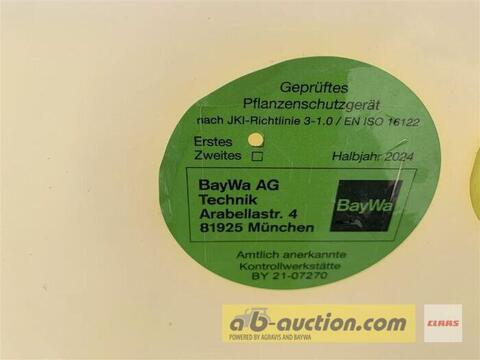 Geprüftes
Pflanzenschutzgerät
nach JKI-Richtlinie 3-1.0 / EN ISO 16122
Erstes
Zweites Halbjahr 2024
BayWa AG
Technik
Arabellastr. 4
81925 München
BayWa
Amtlich anerkannte
Kontrollwerkstätte
BY 21-07270
ab-auction.com
POWERED BY AGRAVIS AND BAYWA
CLAAS